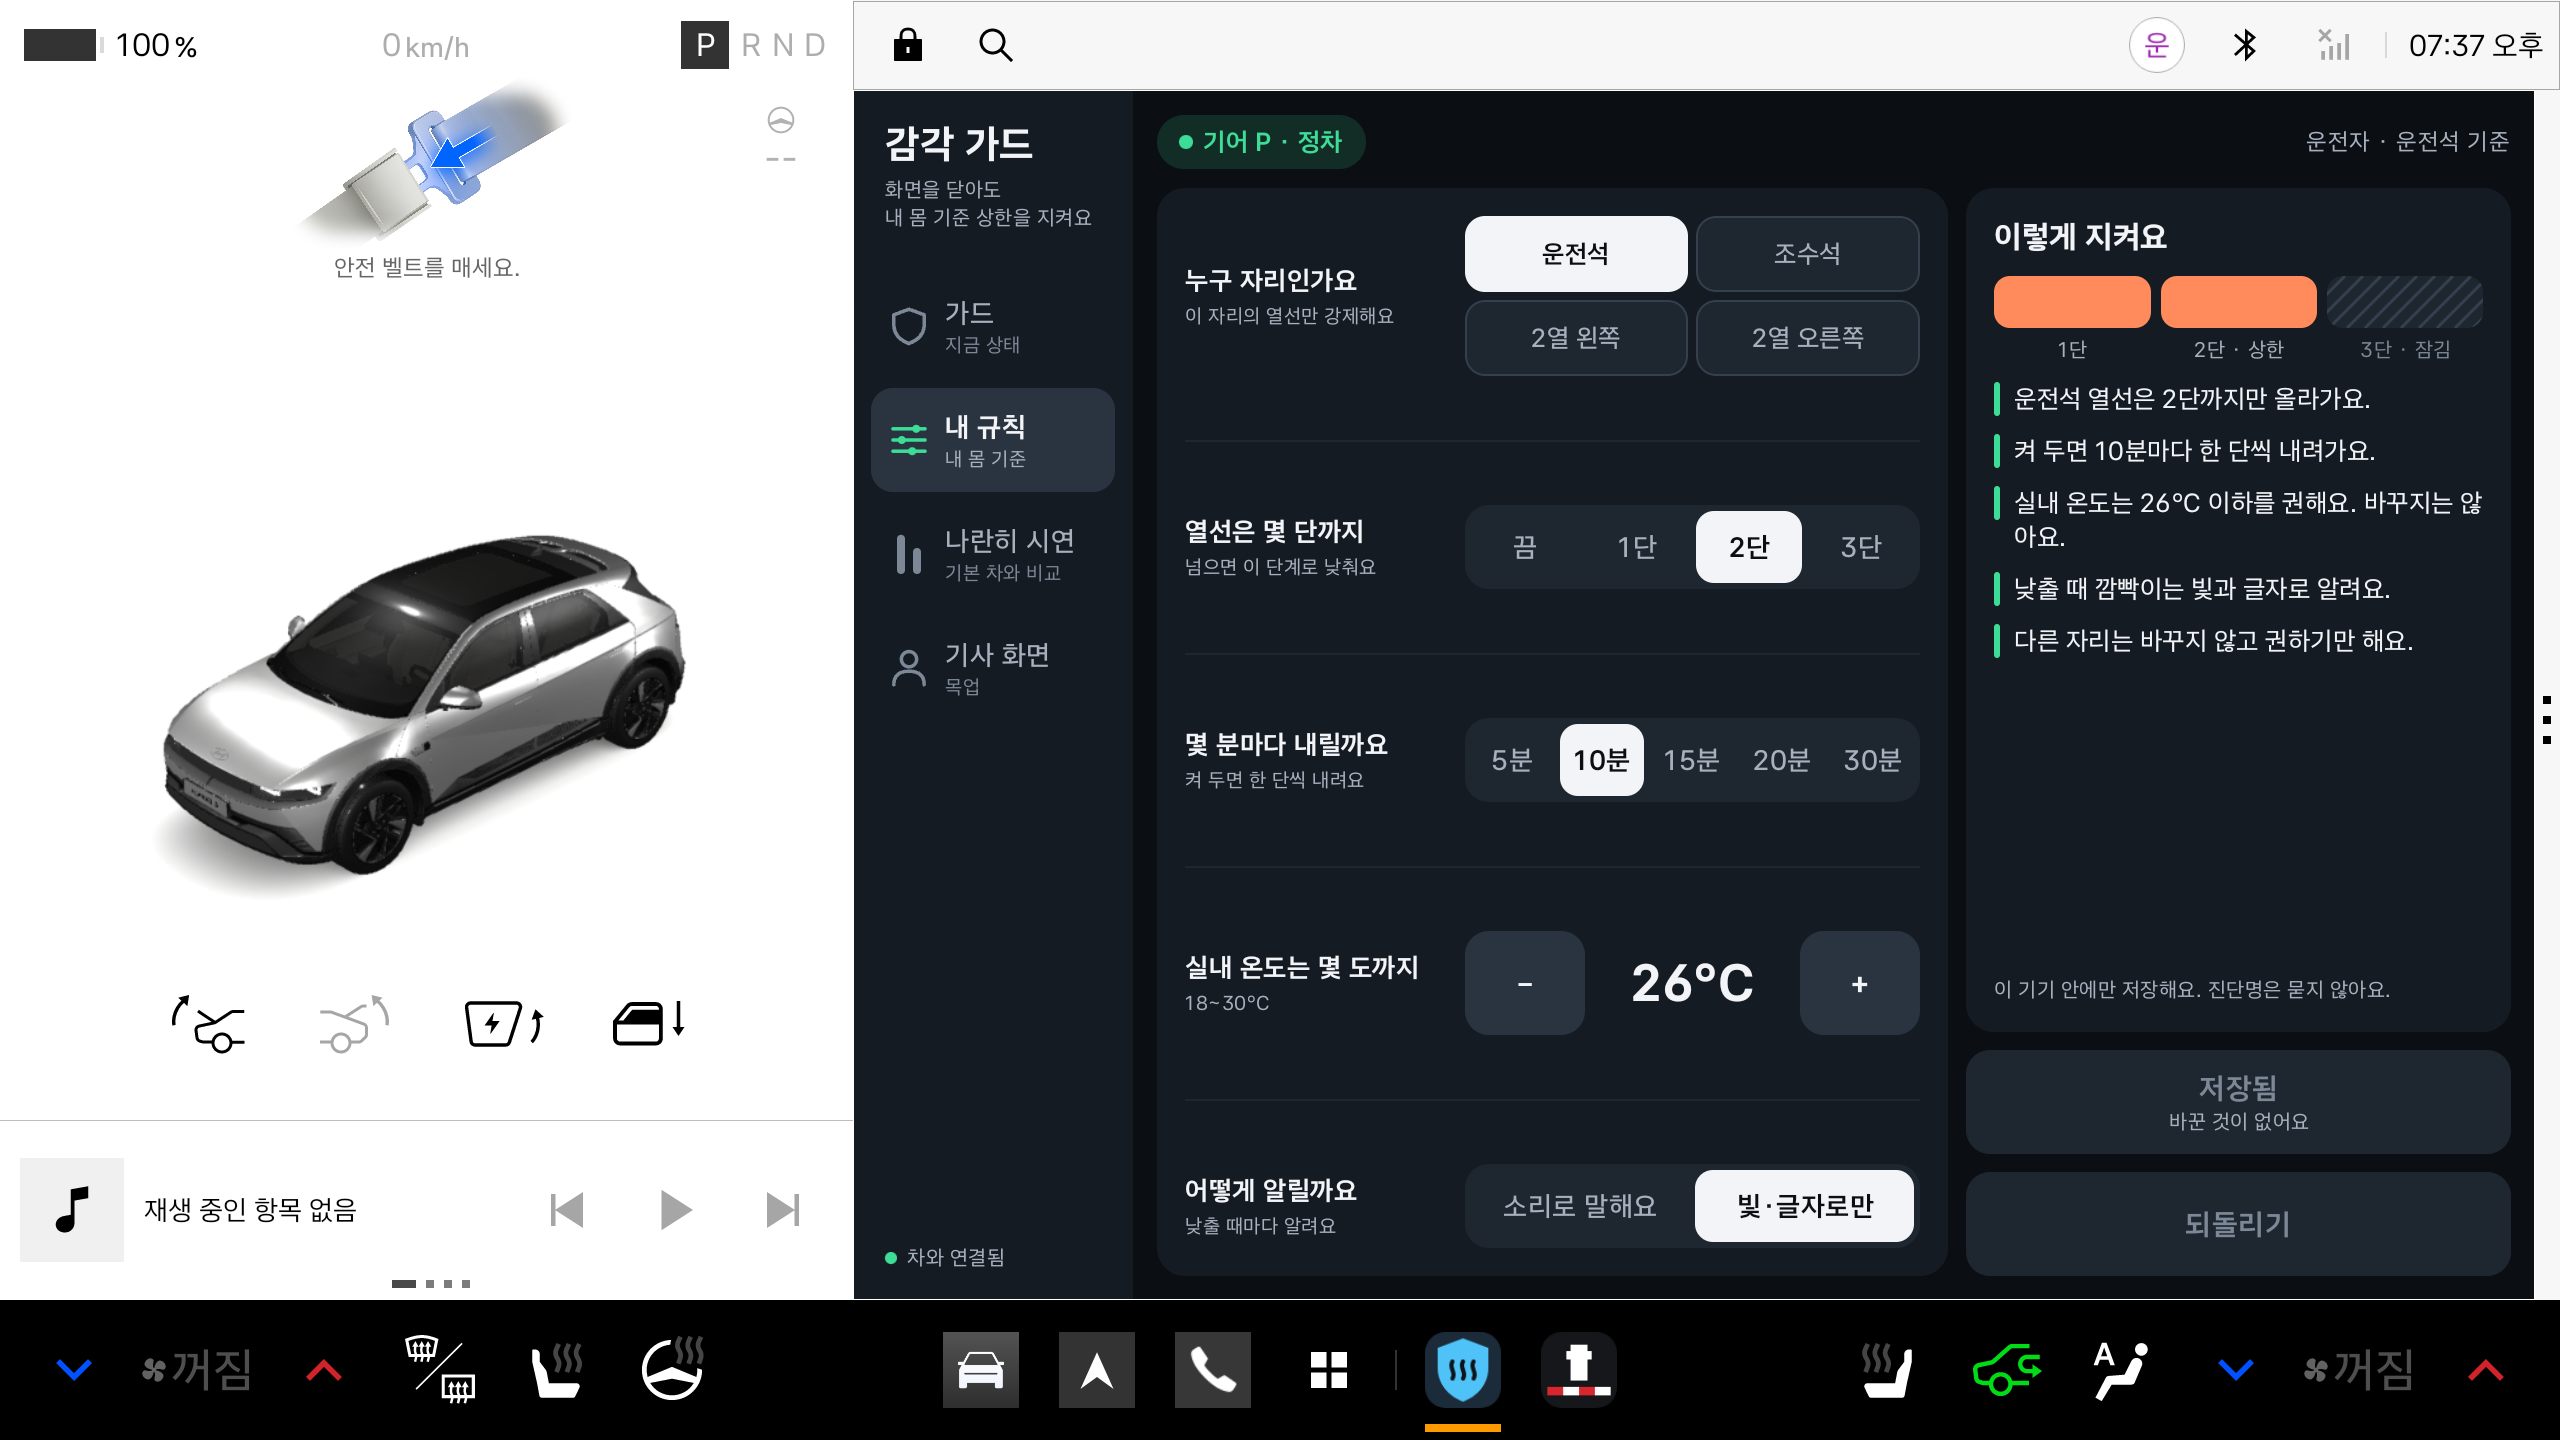 100%
0 km/h
P R N D
운
07:37 오후
안전 벨트를 매세요.
재생 중인 항목 없음
감각 가드
화면을 닫아도
내 몸 기준 상한을 지켜요
가드
지금 상태
내 규칙
내 몸 기준
나란히 시연
기본 차와 비교
기사 화면
목업
차와 연결됨
기어 P · 정차
운전자 · 운전석 기준
누구 자리인가요
이 자리의 열선만 강제해요
운전석
조수석
2열 왼쪽
2열 오른쪽
열선은 몇 단까지
넘으면 이 단계로 낮춰요
끔 1단 2단 3단
몇 분마다 내릴까요
켜 두면 한 단씩 내려요
5분 10분 15분 20분 30분
실내 온도는 몇 도까지
18~30°C
− 26°C +
어떻게 알릴까요
낮출 때마다 알려요
소리로 말해요 빛·글자로만
이렇게 지켜요
1단 2단 · 상한 3단 · 잠김
운전석 열선은 2단까지만 올라가요.
켜 두면 10분마다 한 단씩 내려가요.
실내 온도는 26°C 이하를 권해요. 바꾸지는 않
아요.
낮출 때 깜빡이는 빛과 글자로 알려요.
다른 자리는 바꾸지 않고 권하기만 해요.
이 기기 안에만 저장해요. 진단명은 묻지 않아요.
저장됨
바꾼 것이 없어요
되돌리기
꺼짐
A
꺼짐